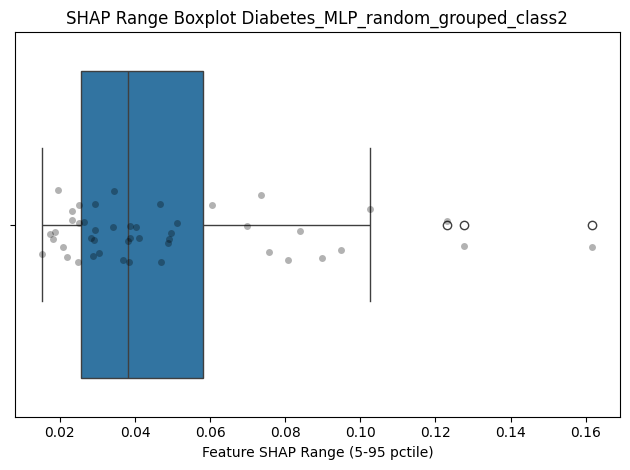 SHAP Range Boxplot Diabetes_MLP_random_grouped_class2
0.02 0.04 0.06 0.08 0.10 0.12 0.14 0.16
Feature SHAP Range (5-95 pctile)